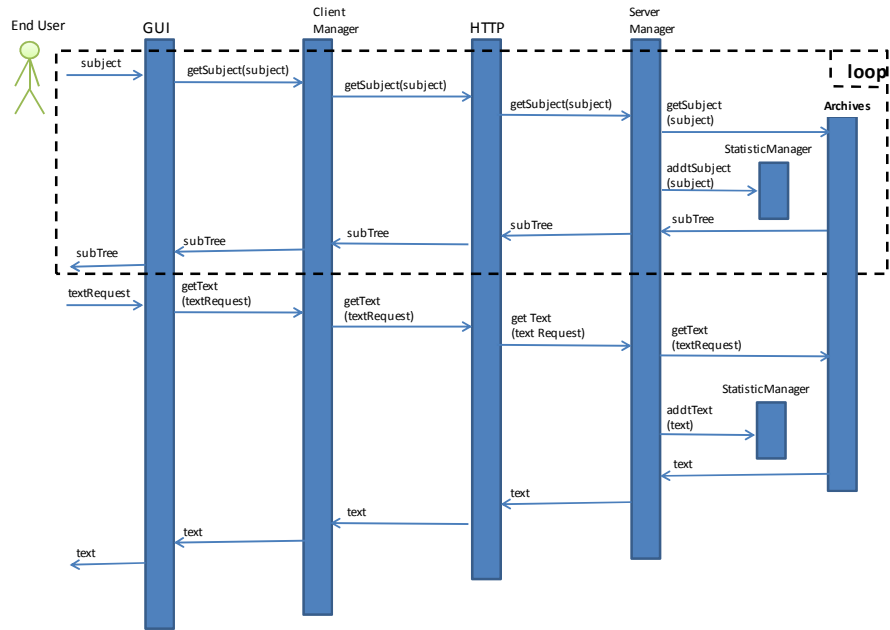 End User
GUI
Client
Manager
HTTP
Server
Manager
loop
subject
getSubject(subject)
getSubject(subject)
getSubject(subject)
getSubject
(subject)
Archives
StatisticManager
addtSubject
(subject)
subTree
subTree
subTree
subTree
subTree
textRequest
getText
(textRequest)
getText
(textRequest)
get Text
(text Request)
getText
(textRequest)
StatisticManager
addtText
(text)
text
text
text
text
text